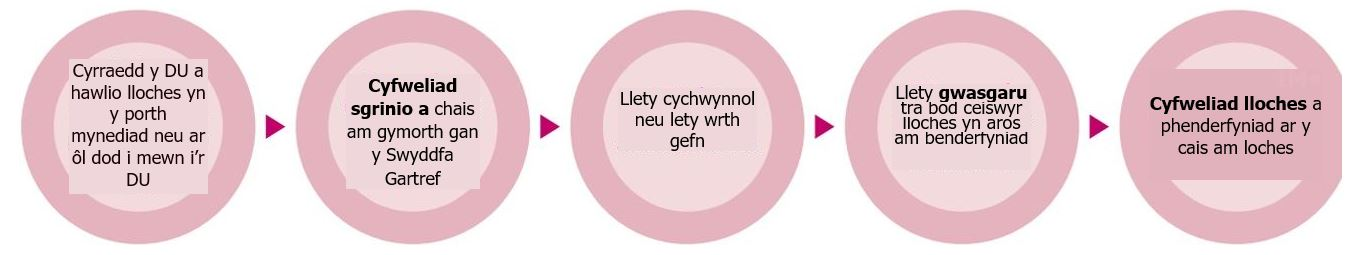 Cyrraedd y DU a
hawlio lloches yn
y porth
mynediad neu ar
ôl dod i mewn i’r
DU
Cyfweliad
sgrinio a chais
am gymorth gan
y Swyddfa
Gartref
Llety cychwynnol
neu lety wrth
gefn
Llety gwasgaru
tra bod ceiswyr
lloches yn aros
am benderfyniad
Cyfweliad lloches a
phenderfyniad ar y
cais am loches